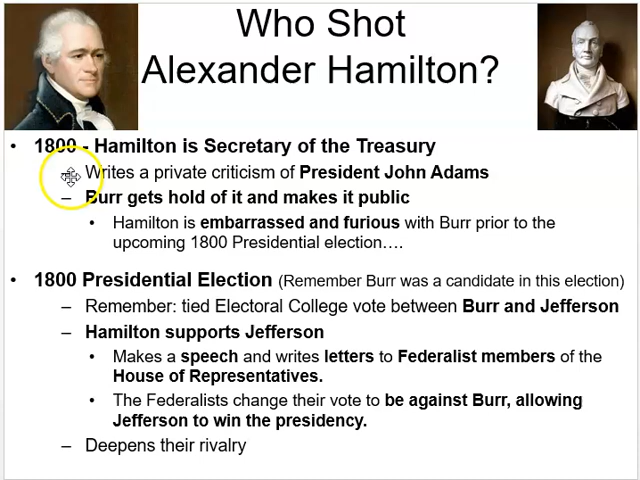 Who Shot
Alexander Hamilton?
• 1800 - Hamilton is Secretary of the Treasury
– Writes a private criticism of President John Adams
– Burr gets hold of it and makes it public
• Hamilton is embarrassed and furious with Burr prior to the
upcoming 1800 Presidential election….
• 1800 Presidential Election (Remember Burr was a candidate in this election)
– Remember: tied Electoral College vote between Burr and Jefferson
– Hamilton supports Jefferson
• Makes a speech and writes letters to Federalist members of the
House of Representatives.
• The Federalists change their vote to be against Burr, allowing
Jefferson to win the presidency.
– Deepens their rivalry